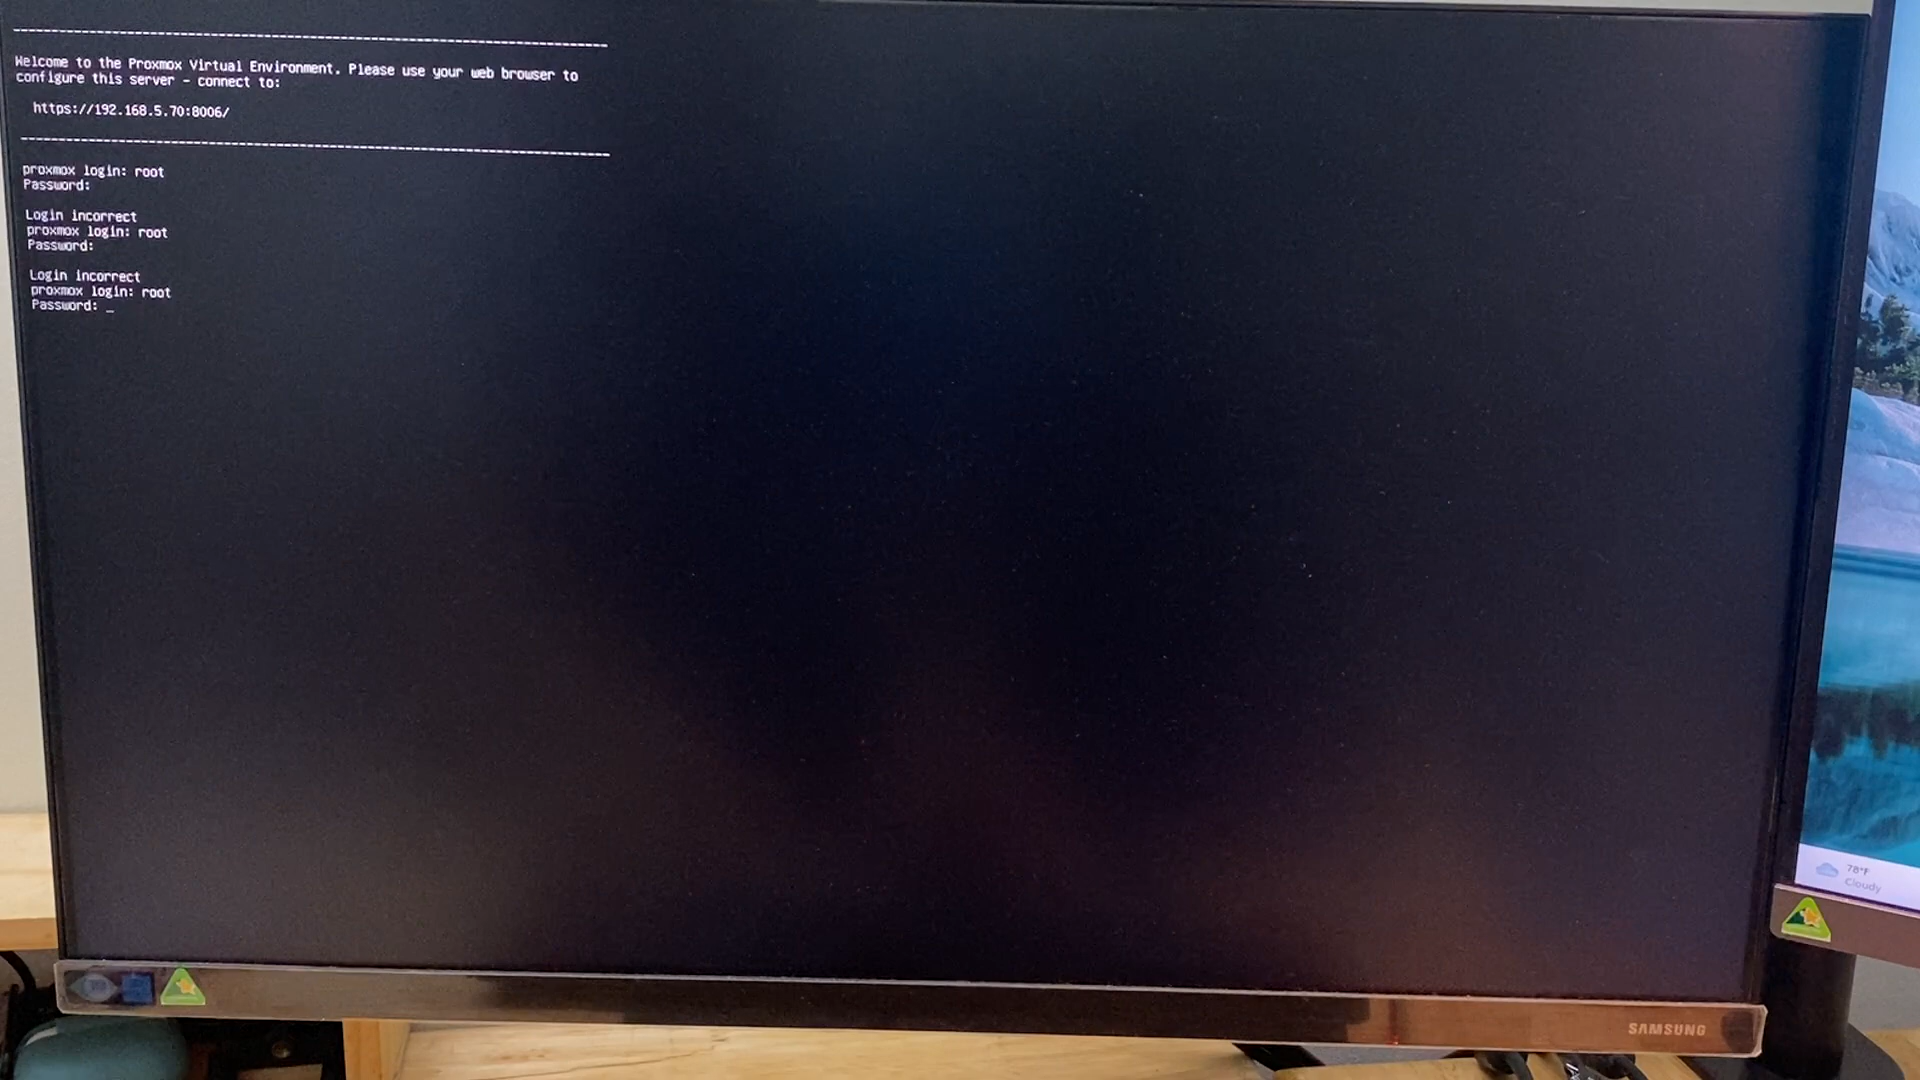 Welcome to the Proxmox Virtual Environment. Please use your web browser to
configure this server - connect to:
https://192.168.5.70:8006/
proxmox login: root
Password:
Login incorrect
proxmox login: root
Password:
Login incorrect
proxmox login: root
Password: _
78°F
Cloudy
SAMSUNG